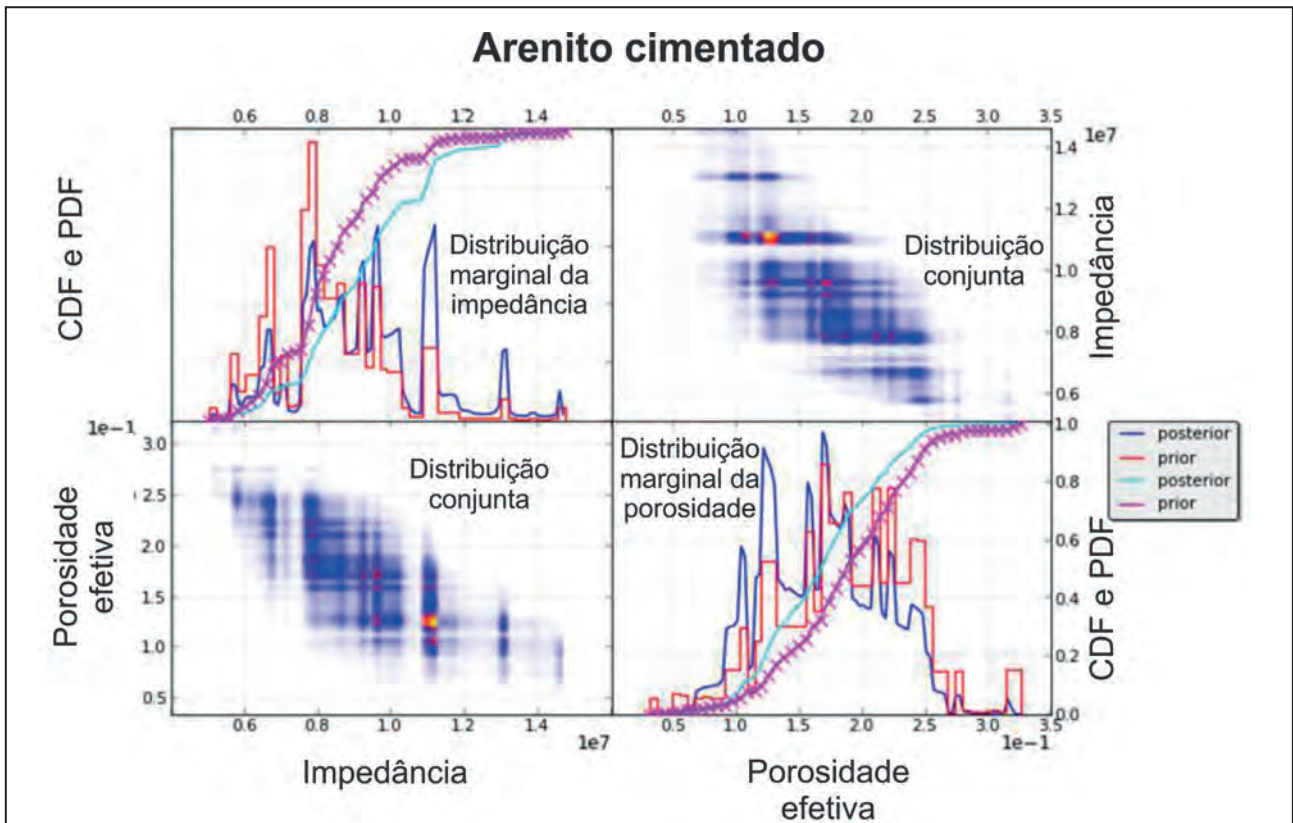 Arenito cimentado
0.6 0.8 1.0 1.2 1.4
0.5 1.0 1.5 2.0 2.5 3.0 3.5
1e7
CDF e PDF
Distribuição
marginal da
impedância
Distribuição
conjunta
1.4
1.2
1.0
0.8
0.6
Impedância
1e−1
Porosidade
efetiva
3.0
2.5
2.0
1.5
1.0
0.5
Distribuição
conjunta
Distribuição
marginal da
porosidade
1.0
0.8
0.6
0.4
0.2
0.0
CDF e PDF
posterior
prior
posterior
prior
0.6 0.8 1.0 1.2 1.4
1e7
0.5 1.0 1.5 2.0 2.5 3.0 3.5
1e−1
Impedância
Porosidade
efetiva